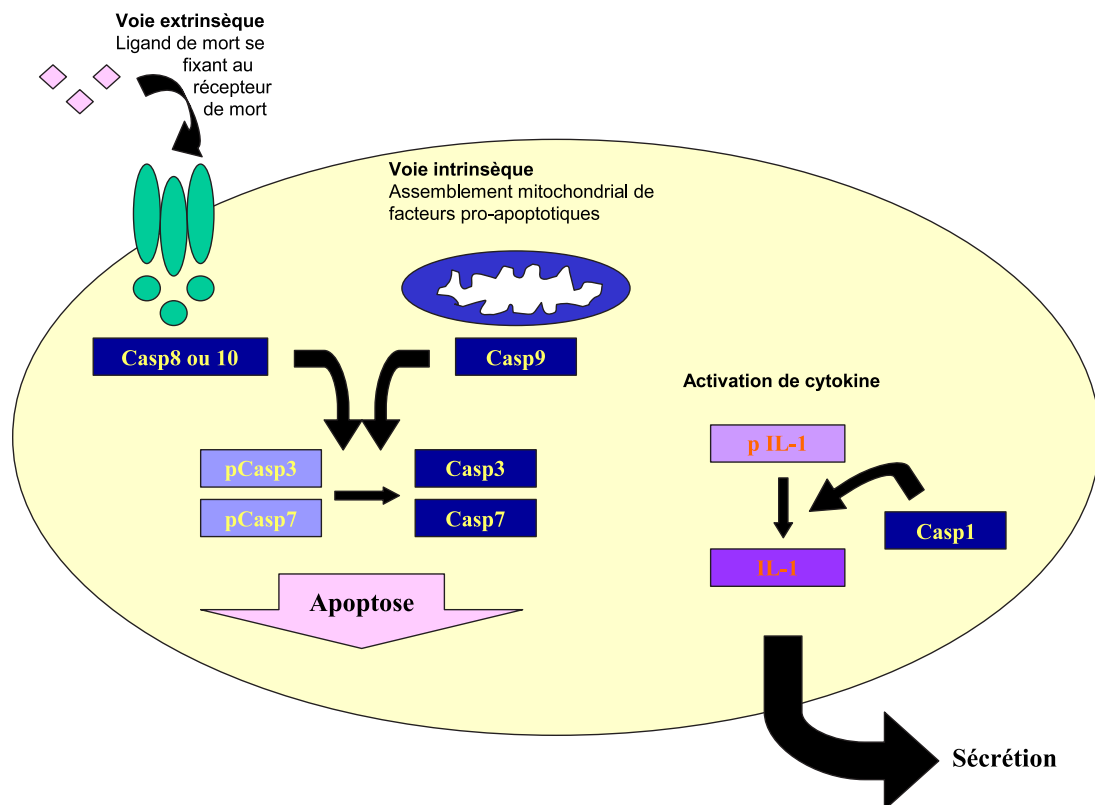 Voie extrinsèque
Ligand de mort se
fixant au
récepteur
de mort
Voie intrinsèque
Assemblement mitochondrial de
facteurs pro-apoptotiques
Casp8 ou 10
Casp9
Activation de cytokine
pCasp3
Casp3
pCasp7
Casp7
p IL-1
Casp1
IL-1
Apoptose
Sécrétion